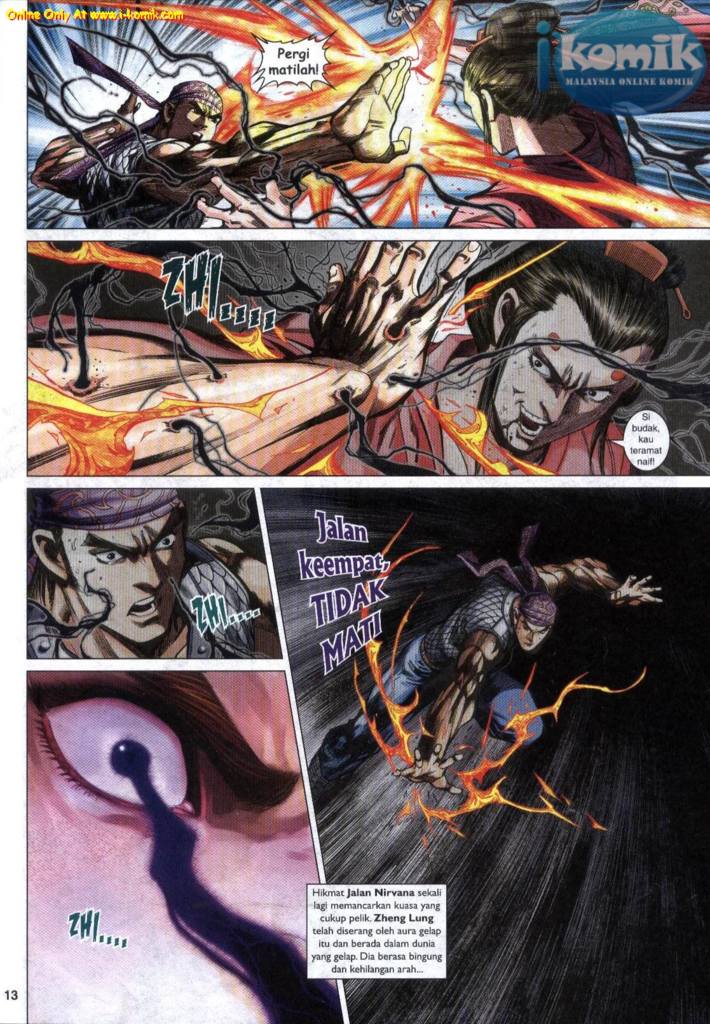 Online Only At www.i-komik.com
ikomik
MALAYSIA ONLINE KOMIK
Pergi
matilah!
ZHI....
Si
budak,
kau
teramat
naif!
ZHI....
Jalan
keempat,
TIDAK
MATI
ZHI....
Hikmat Jalan Nirvana sekali
lagi memancarkan kuasa yang
cukup pelik. Zheng Lung
telah diserang oleh aura gelap
itu dan berada dalam dunia
yang gelap. Dia berasa bingung
dan kehilangan arah...
13